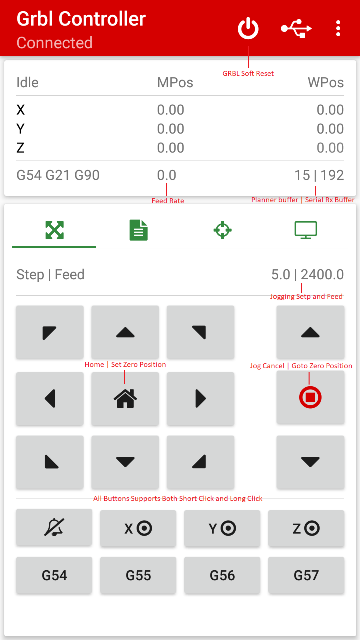 Grbl Controller
Connected
GRBL Soft Reset
Idle MPos WPos
X 0.00 0.00
Y 0.00 0.00
Z 0.00 0.00
G54 G21 G90 0.0 15 | 192
Feed Rate Planner buffer | Serial Rx Buffer
Step | Feed 5.0 | 2400.0
Jogging Setp and Feed
Home | Set Zero Position Jog Cancel | Goto Zero Position
All Buttons Supports Both Short Click and Long Click
X Y Z
G54 G55 G56 G57